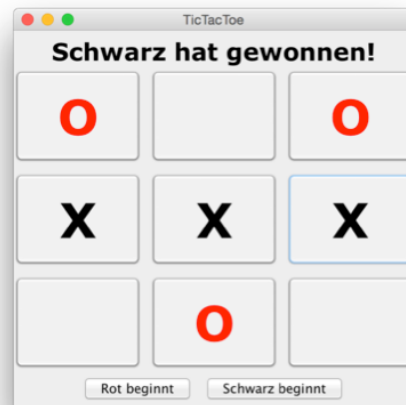 TicTacToe
Schwarz hat gewonnen!
O O
X X X
O
Rot beginnt Schwarz beginnt